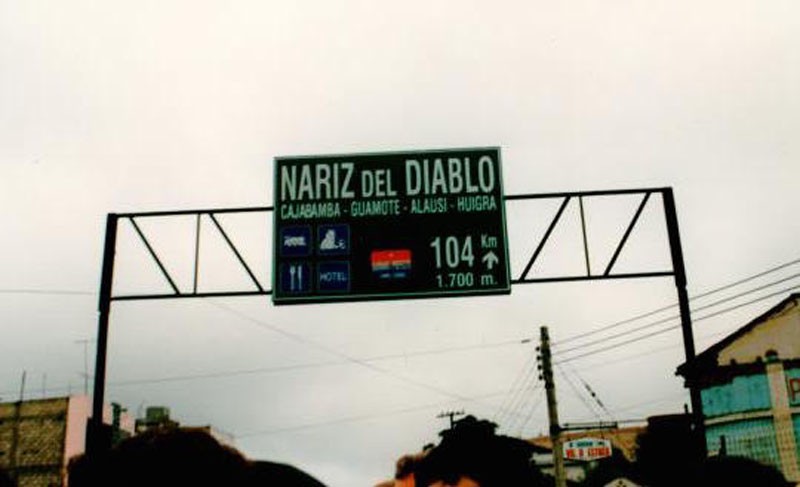 NARIZ DEL DIABLO
CAJABAMBA - GUAMOTE - ALAUSI - HUIGRA
HOTEL
104 Km
1.700 m.